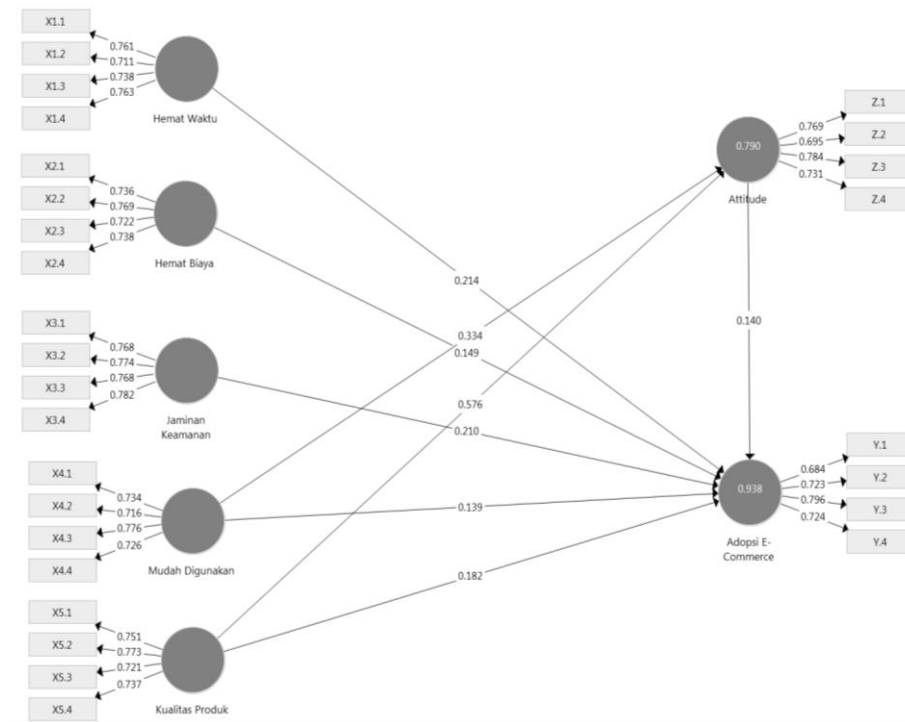 X1.1
X1.2
X1.3
X1.4
0.761
0.711
0.738
0.763
Hemat Waktu
X2.1
X2.2
X2.3
X2.4
0.736
0.769
0.722
0.738
Hemat Biaya
X3.1
X3.2
X3.3
X3.4
0.768
0.774
0.768
0.782
Jaminan
Keamanan
X4.1
X4.2
X4.3
X4.4
0.734
0.716
0.776
0.726
Mudah Digunakan
X5.1
X5.2
X5.3
X5.4
0.751
0.773
0.721
0.737
Kualitas Produk
0.214
0.334
0.149
0.576
0.210
0.139
0.182
0.790
Attitude
0.769
0.695
0.784
0.731
Z.1
Z.2
Z.3
Z.4
0.140
0.938
Adopsi E-
Commerce
0.684
0.723
0.796
0.724
Y.1
Y.2
Y.3
Y.4